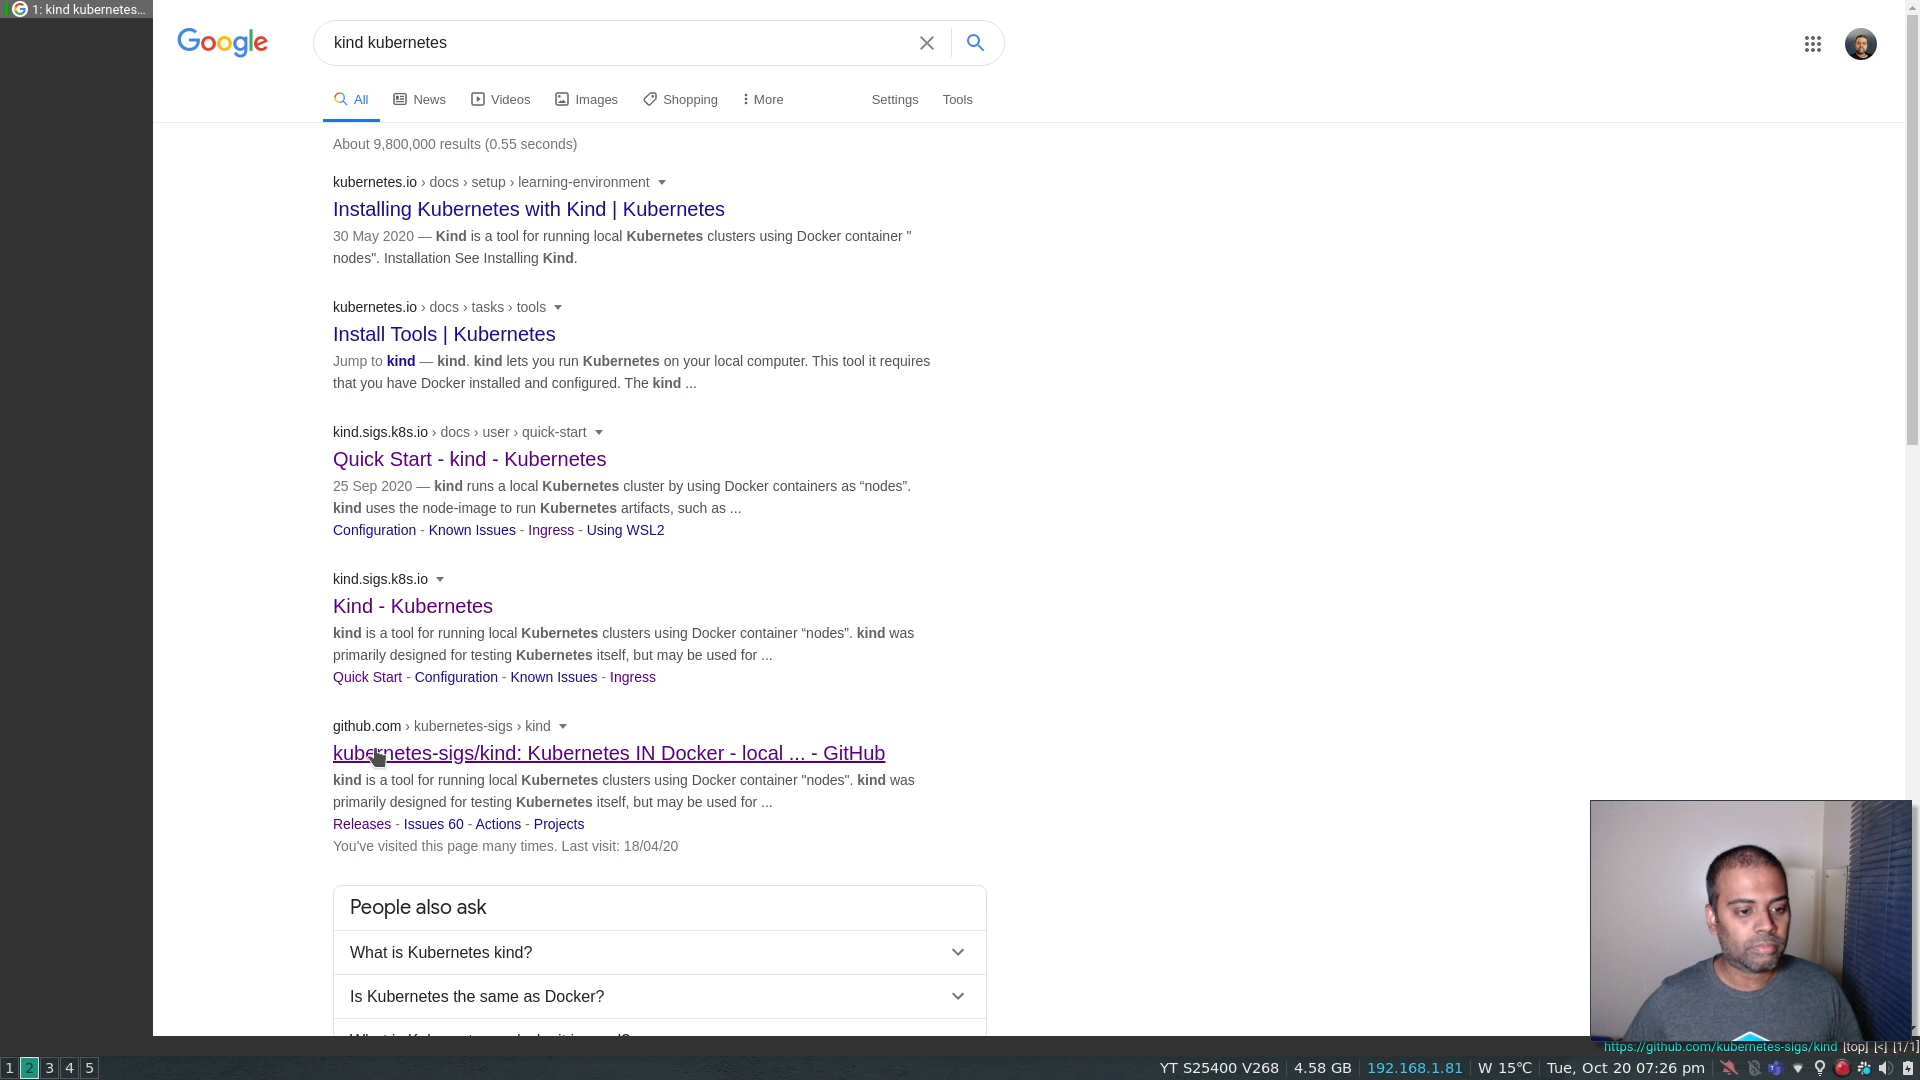 1: kind kubernetes...
Google
kind kubernetes
All
News
Videos
Images
Shopping
More
Settings
Tools
About 9,800,000 results (0.55 seconds)
kubernetes.io › docs › setup › learning-environment
Installing Kubernetes with Kind | Kubernetes
30 May 2020 — Kind is a tool for running local Kubernetes clusters using Docker container "
nodes". Installation See Installing Kind.
kubernetes.io › docs › tasks › tools
Install Tools | Kubernetes
Jump to kind — kind. kind lets you run Kubernetes on your local computer. This tool it requires
that you have Docker installed and configured. The kind ...
kind.sigs.k8s.io › docs › user › quick-start
Quick Start - kind - Kubernetes
25 Sep 2020 — kind runs a local Kubernetes cluster by using Docker containers as “nodes”.
kind uses the node-image to run Kubernetes artifacts, such as ...
Configuration - Known Issues - Ingress - Using WSL2
kind.sigs.k8s.io
Kind - Kubernetes
kind is a tool for running local Kubernetes clusters using Docker container “nodes”. kind was
primarily designed for testing Kubernetes itself, but may be used for ...
Quick Start - Configuration - Known Issues - Ingress
github.com › kubernetes-sigs › kind
kubernetes-sigs/kind: Kubernetes IN Docker - local ... - GitHub
kind is a tool for running local Kubernetes clusters using Docker container "nodes". kind was
primarily designed for testing Kubernetes itself, but may be used for ...
Releases - Issues 60 - Actions - Projects
You've visited this page many times. Last visit: 18/04/20
People also ask
What is Kubernetes kind?
Is Kubernetes the same as Docker?
https://github.com/kubernetes-sigs/kind [top] [<] [1/1]
1 2 3 4 5
YT S25400 V268 4.58 GB 192.168.1.81 W 15°C Tue, Oct 20 07:26 pm